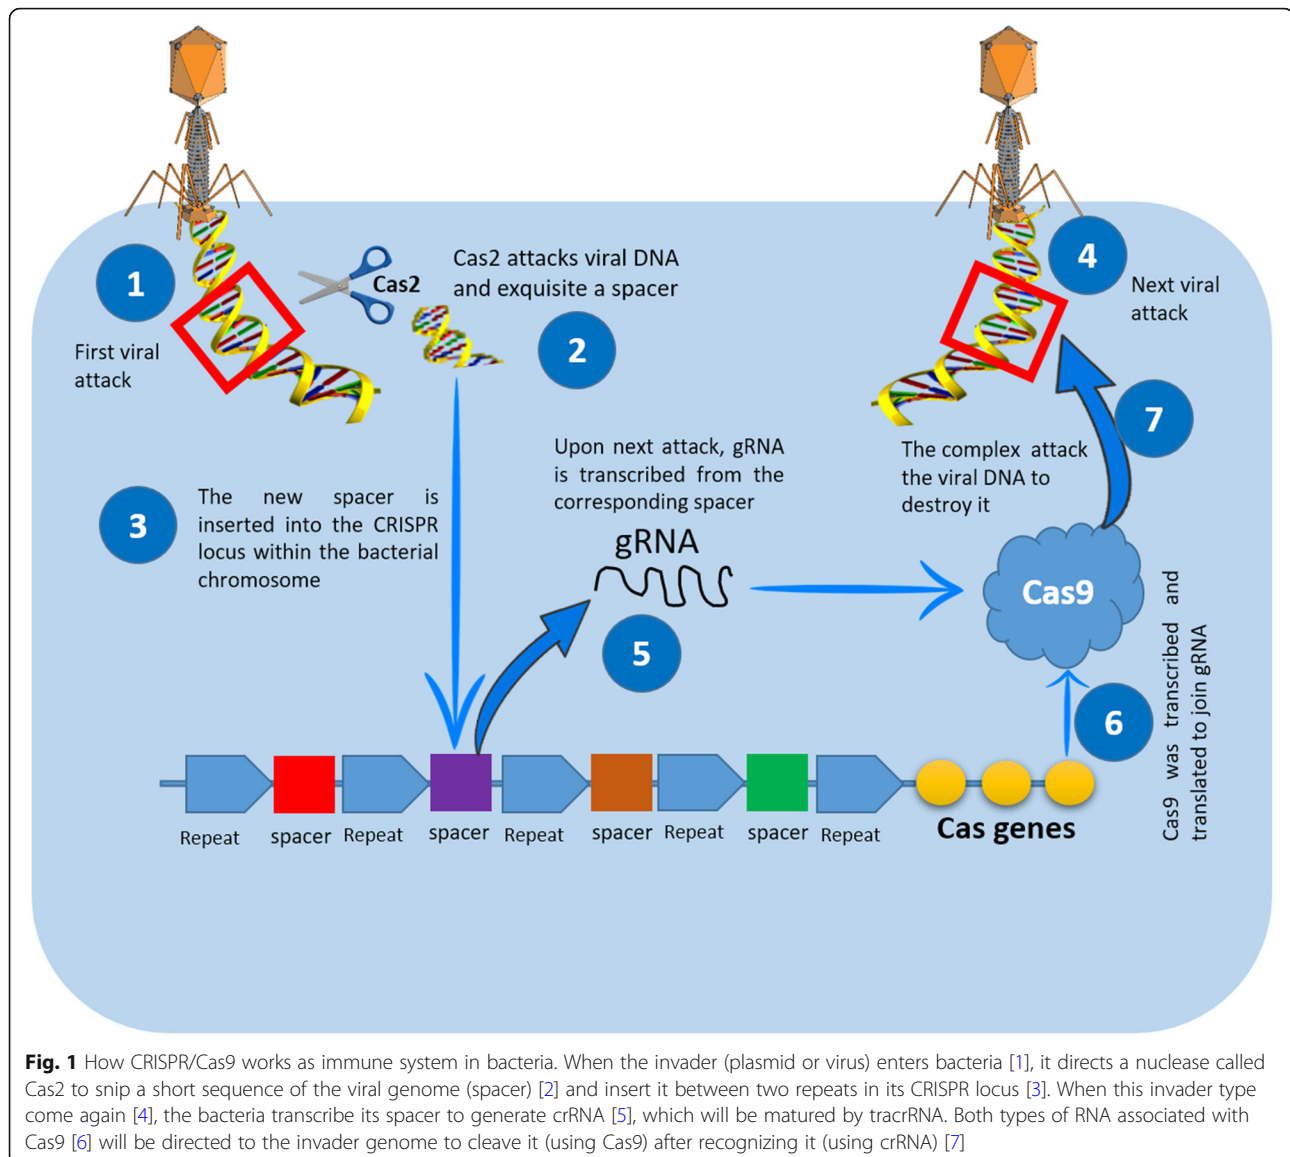 1
First viral
attack
Cas2
Cas2 attacks viral DNA
and exquisite a spacer
2
3
The new spacer is
inserted into the CRISPR
locus within the bacterial
chromosome
4
Next viral
attack
Upon next attack, gRNA
is transcribed from the
corresponding spacer
gRNA
5
Cas9
6
Cas9 was transcribed and
translated to join gRNA
7
The complex attack
the viral DNA to
destroy it
Repeat
spacer
Repeat
spacer
Repeat
spacer
Repeat
spacer
Repeat
Cas genes
Fig. 1 How CRISPR/Cas9 works as immune system in bacteria. When the invader (plasmid or virus) enters bacteria [1], it directs a nuclease called
Cas2 to snip a short sequence of the viral genome (spacer) [2] and insert it between two repeats in its CRISPR locus [3]. When this invader type
come again [4], the bacteria transcribe its spacer to generate crRNA [5], which will be matured by tracrRNA. Both types of RNA associated with
Cas9 [6] will be directed to the invader genome to cleave it (using Cas9) after recognizing it (using crRNA) [7]